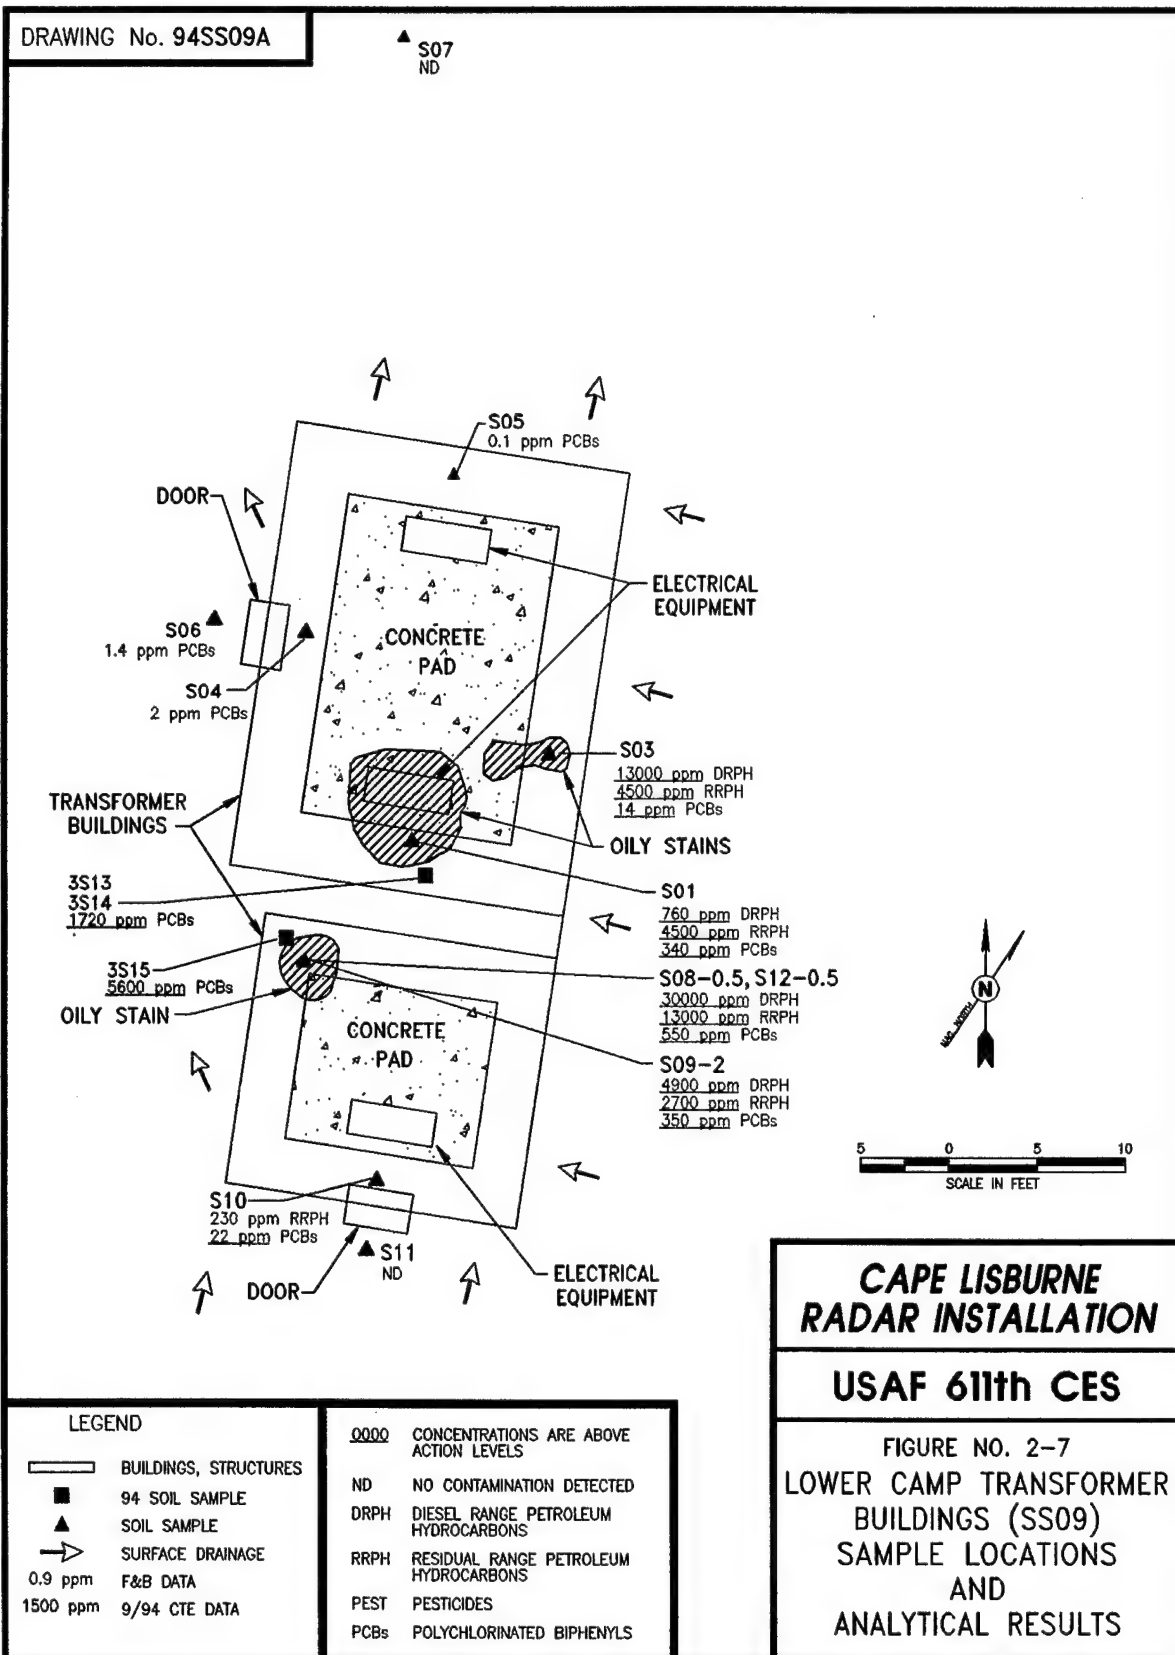 DRAWING No. 94SS09A
S07
ND
S05
0.1 ppm PCBs
DOOR
ELECTRICAL
EQUIPMENT
S06
1.4 ppm PCBs
CONCRETE
PAD
S04
2 ppm PCBs
S03
13000 ppm DRPH
4500 ppm RRPH
14 ppm PCBs
TRANSFORMER
BUILDINGS
OILY STAINS
3S13
3S14
1720 ppm PCBs
S01
760 ppm DRPH
4500 ppm RRPH
340 ppm PCBs
3S15
5600 ppm PCBs
OILY STAIN
S08-0.5, S12-0.5
30000 ppm DRPH
13000 ppm RRPH
550 ppm PCBs
CONCRETE
PAD
S09-2
4900 ppm DRPH
2700 ppm RRPH
350 ppm PCBs
N
MAG. NORTH
5 0 5 10
SCALE IN FEET
S10
230 ppm RRPH
22 ppm PCBs
S11
ND
DOOR
ELECTRICAL
EQUIPMENT
CAPE LISBURNE
RADAR INSTALLATION
USAF 611th CES
FIGURE NO. 2-7
LOWER CAMP TRANSFORMER
BUILDINGS (SS09)
SAMPLE LOCATIONS
AND
ANALYTICAL RESULTS
LEGEND
BUILDINGS, STRUCTURES
94 SOIL SAMPLE
SOIL SAMPLE
SURFACE DRAINAGE
0.9 ppm F&B DATA
1500 ppm 9/94 CTE DATA
0000 CONCENTRATIONS ARE ABOVE
ACTION LEVELS
ND NO CONTAMINATION DETECTED
DRPH DIESEL RANGE PETROLEUM
HYDROCARBONS
RRPH RESIDUAL RANGE PETROLEUM
HYDROCARBONS
PEST PESTICIDES
PCBs POLYCHLORINATED BIPHENYLS